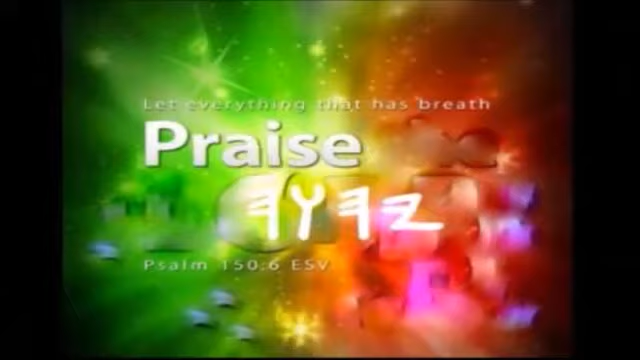 Let everything that has breath
Praise
𐤉𐤄𐤅𐤄
Psalm 150:6 ESV